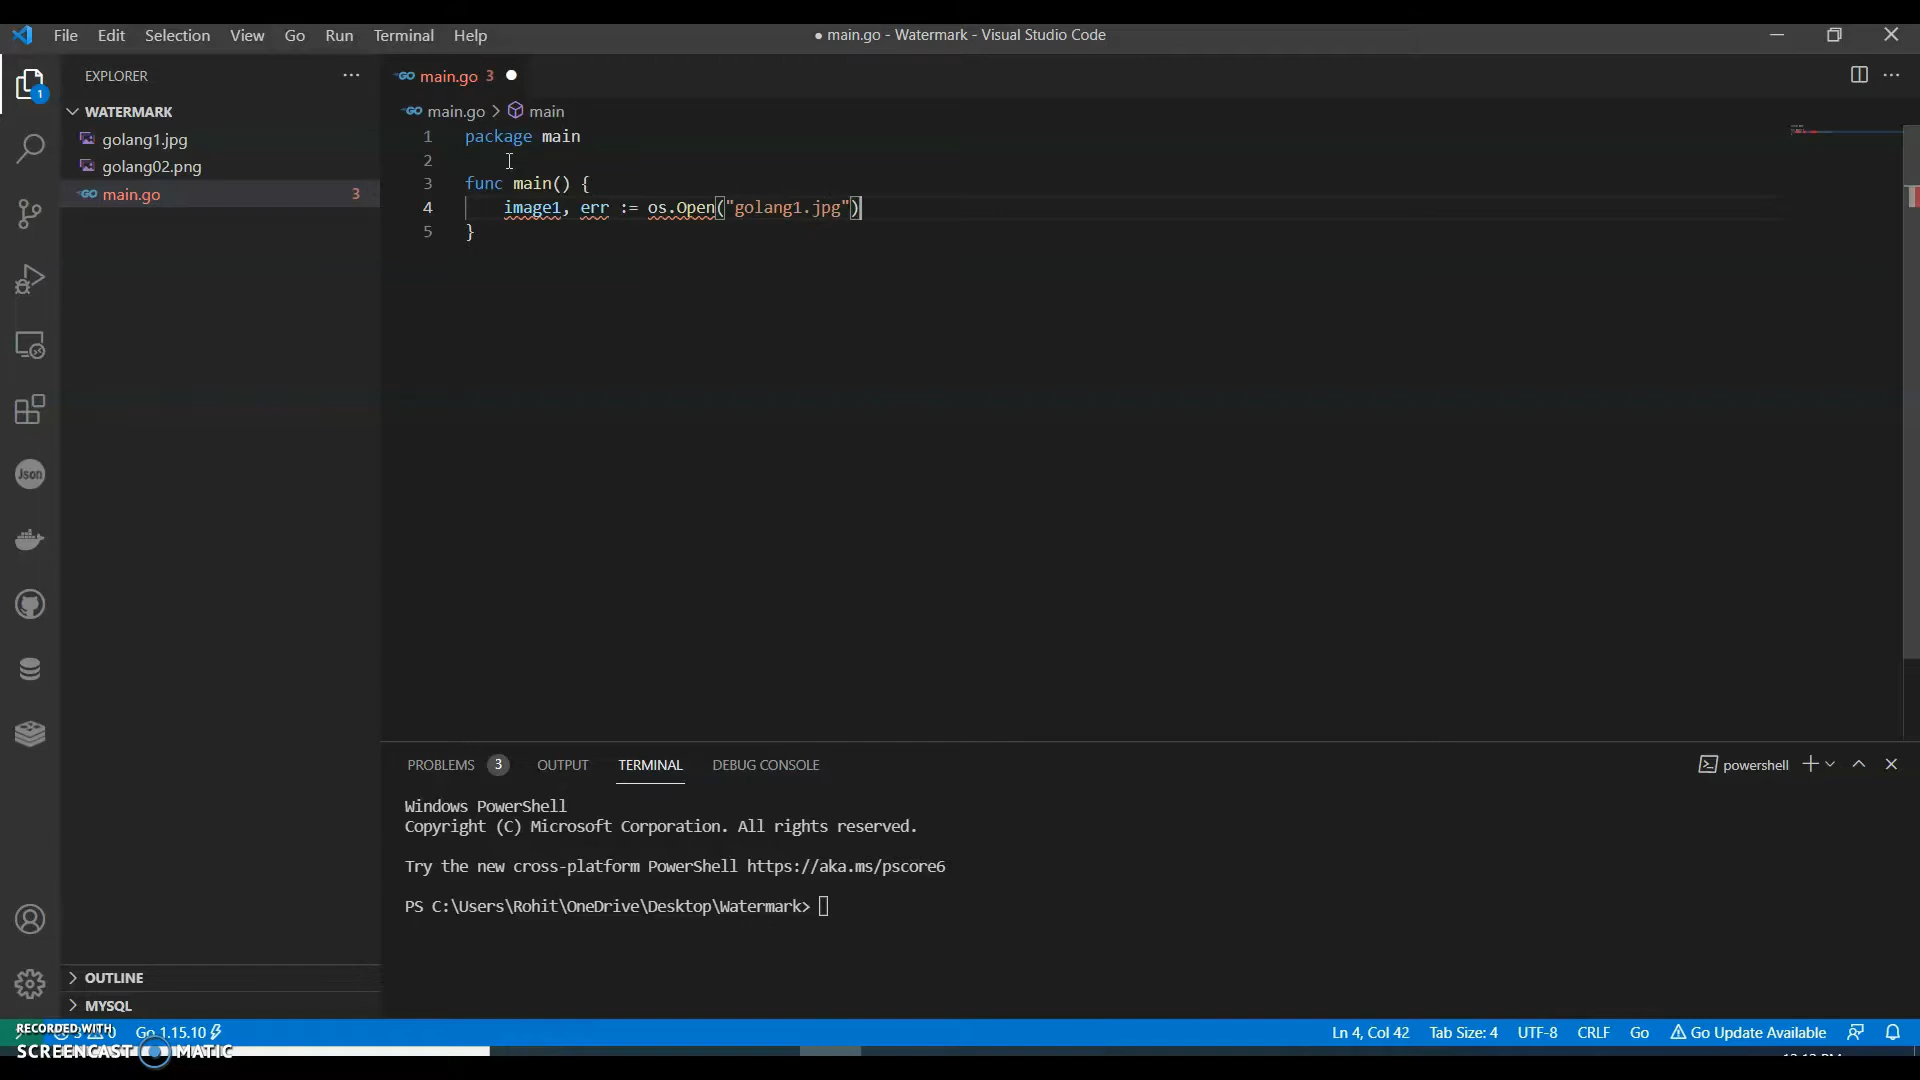 File Edit Selection View Go Run Terminal Help
● main.go - Watermark - Visual Studio Code
EXPLORER
1
WATERMARK
golang1.jpg
golang02.png
GO main.go 3
Json
OUTLINE
MYSQL
GO main.go 3
GO main.go > main
1 package main
2
3 func main() {
4 image1, err := os.Open("golang1.jpg")
5 }
PROBLEMS 3 OUTPUT TERMINAL DEBUG CONSOLE
powershell
Windows PowerShell
Copyright (C) Microsoft Corporation. All rights reserved.
Try the new cross-platform PowerShell https://aka.ms/pscore6
PS C:\Users\Rohit\OneDrive\Desktop\Watermark>
Go 1.15.10
Ln 4, Col 42 Tab Size: 4 UTF-8 CRLF Go Go Update Available
RECORDED WITH
SCREENCAST MATIC